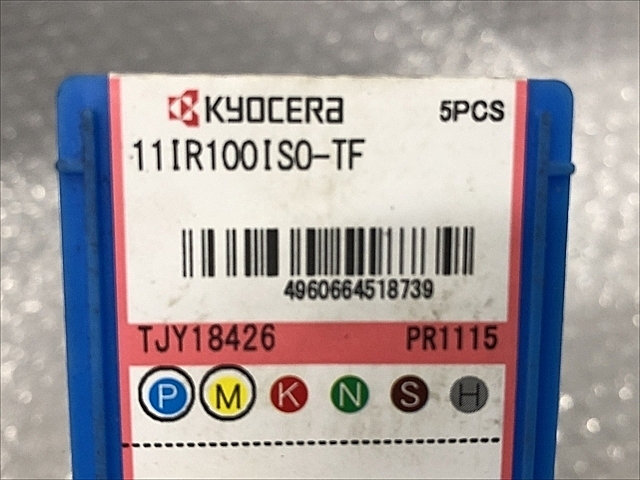 KYOCERA 5PCS
11IR100ISO-TF
4960664518739
TJY18426 PR1115
P M K N S H